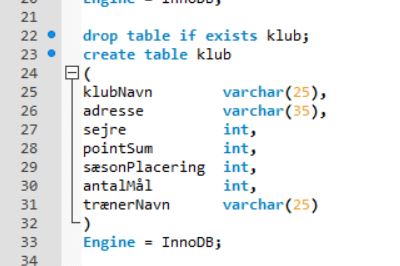 20 Engine = InnoDB;
21
22 drop table if exists klub;
23 create table klub
24 (
25 klubNavn varchar(25),
26 adresse varchar(35),
27 sejre int,
28 pointSum int,
29 sæsonPlacering int,
30 antalMål int,
31 trænerNavn varchar(25)
32 )
33 Engine = InnoDB;
34